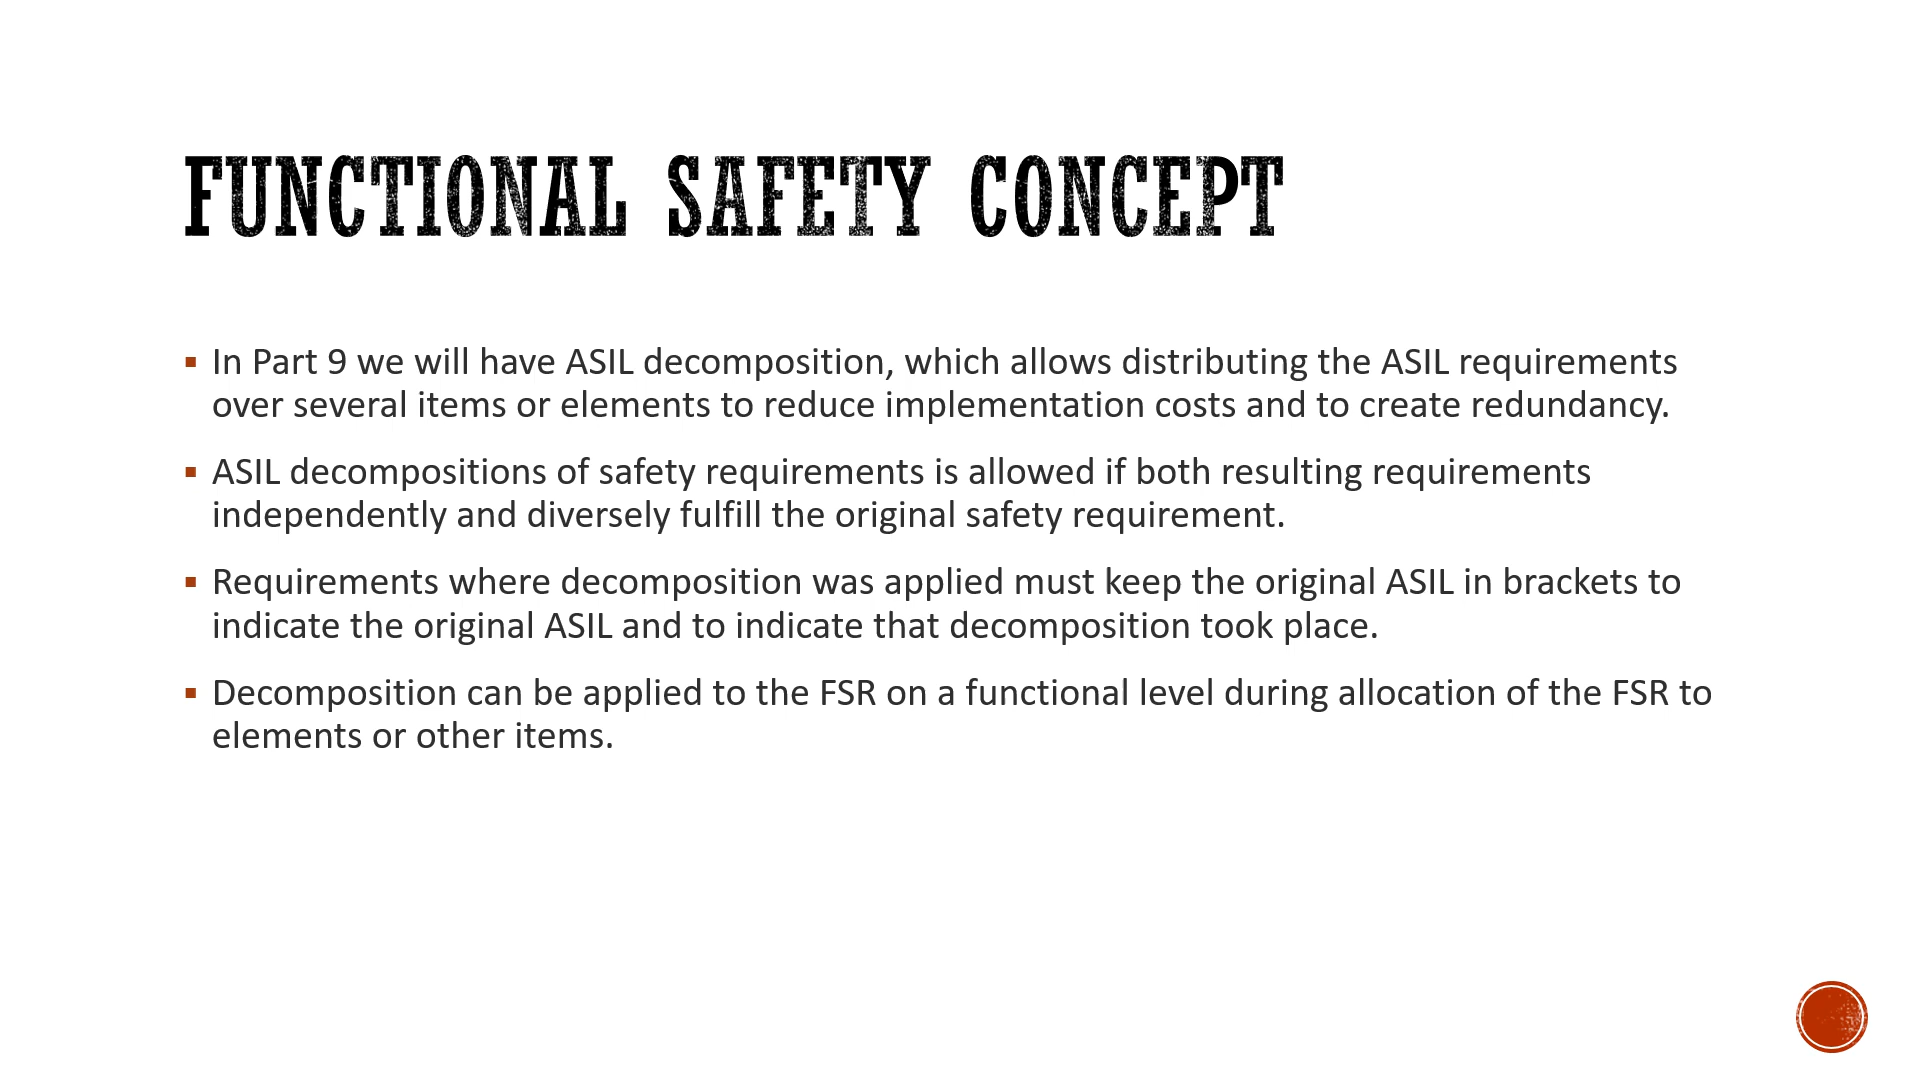 FUNCTIONAL SAFETY CONCEPT
▪ In Part 9 we will have ASIL decomposition, which allows distributing the ASIL requirements
over several items or elements to reduce implementation costs and to create redundancy.
▪ ASIL decompositions of safety requirements is allowed if both resulting requirements
independently and diversely fulfill the original safety requirement.
▪ Requirements where decomposition was applied must keep the original ASIL in brackets to
indicate the original ASIL and to indicate that decomposition took place.
▪ Decomposition can be applied to the FSR on a functional level during allocation of the FSR to
elements or other items.